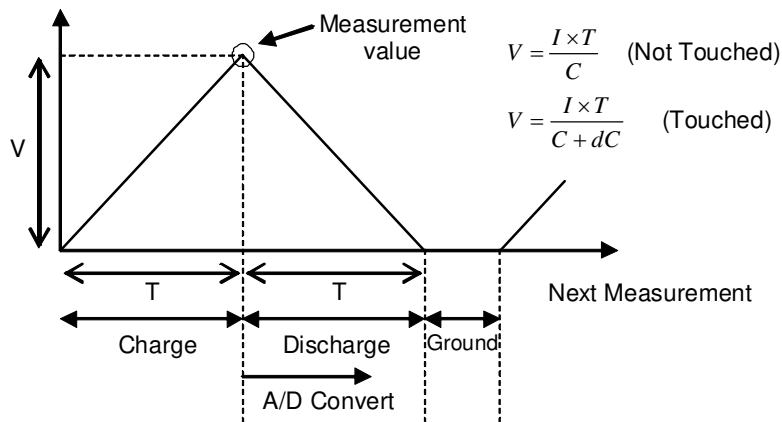 Measurement
value
V = I × T / C (Not Touched)
V = I × T / C + dC (Touched)
V
T
T
Next Measurement
Charge
Discharge
Ground
A/D Convert